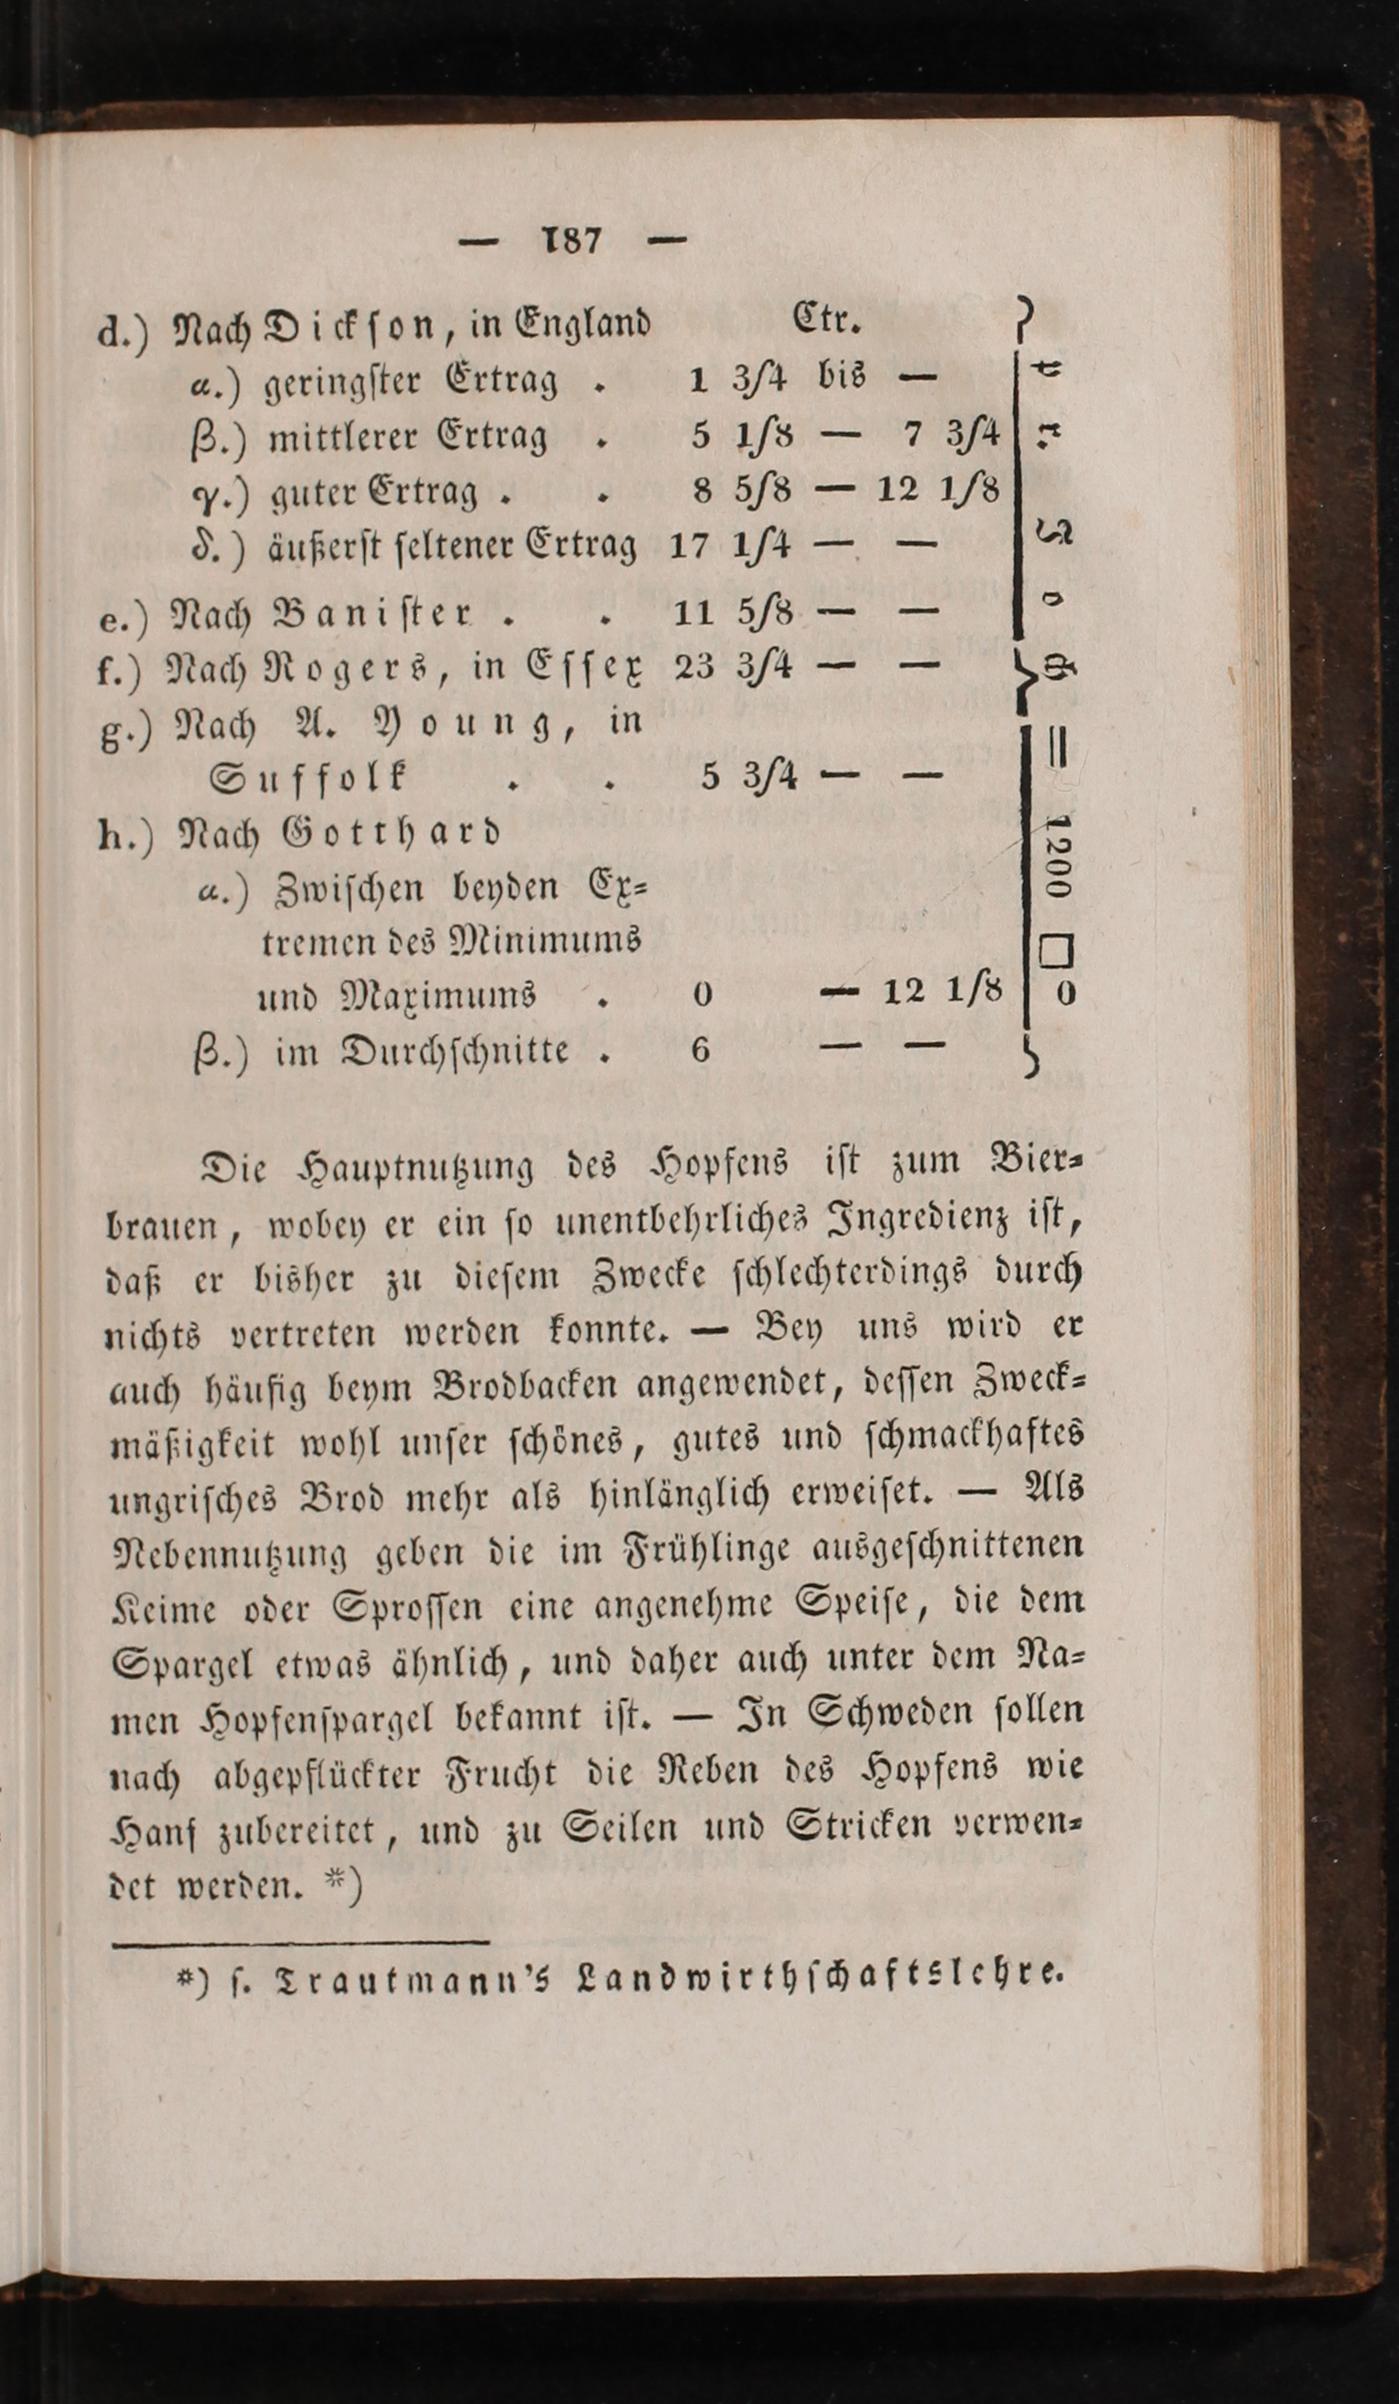 — 187 —
d.) Nach Dickson, in England Ctr.
α.) geringſter Ertrag . 1 3/4 bis —
β.) mittlerer Ertrag . 5 1/8 — 7 3/4
γ.) guter Ertrag . . 8 5/8 — 12 1/8
δ.) äußerſt ſeltener Ertrag 17 1/4 — —
e.) Nach Baniſter . . 11 5/8 — —
f.) Nach Rogers, in Eſſex 23 3/4 — —
g.) Nach A. Young, in
Suffolk . . 5 3/4 — —
h.) Nach Gotthard
α.) Zwiſchen beyden Ex=
tremen des Minimums
und Maximums . 0 — 12 1/8
β.) im Durchſchnitte . 6 — —
= 1200 □ 0
Die Hauptnutzung des Hopfens iſt zum Bier=
brauen, wobey er ein ſo unentbehrliches Ingredienz iſt,
daß er bisher zu dieſem Zwecke ſchlechterdings durch
nichts vertreten werden konnte. — Bey uns wird er
auch häufig beym Brodbacken angewendet, deſſen Zweck=
mäßigkeit wohl unſer ſchönes, gutes und ſchmackhaftes
ungriſches Brod mehr als hinlänglich erweiſet. — Als
Nebennutzung geben die im Frühlinge ausgeſchnittenen
Keime oder Sproſſen eine angenehme Speiſe, die dem
Spargel etwas ähnlich, und daher auch unter dem Na=
men Hopfenſpargel bekannt iſt. — In Schweden ſollen
nach abgepflückter Frucht die Reben des Hopfens wie
Hanf zubereitet, und zu Seilen und Stricken verwen=
det werden. *)
*) ſ. Trautmann's Landwirthſchaftslehre.